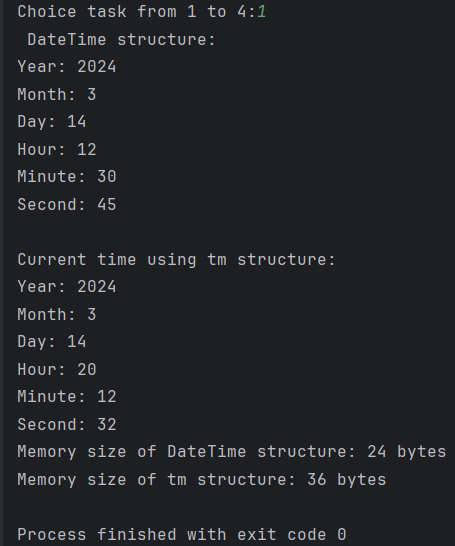 Choice task from 1 to 4:1
DateTime structure:
Year: 2024
Month: 3
Day: 14
Hour: 12
Minute: 30
Second: 45
Current time using tm structure:
Year: 2024
Month: 3
Day: 14
Hour: 20
Minute: 12
Second: 32
Memory size of DateTime structure: 24 bytes
Memory size of tm structure: 36 bytes
Process finished with exit code 0